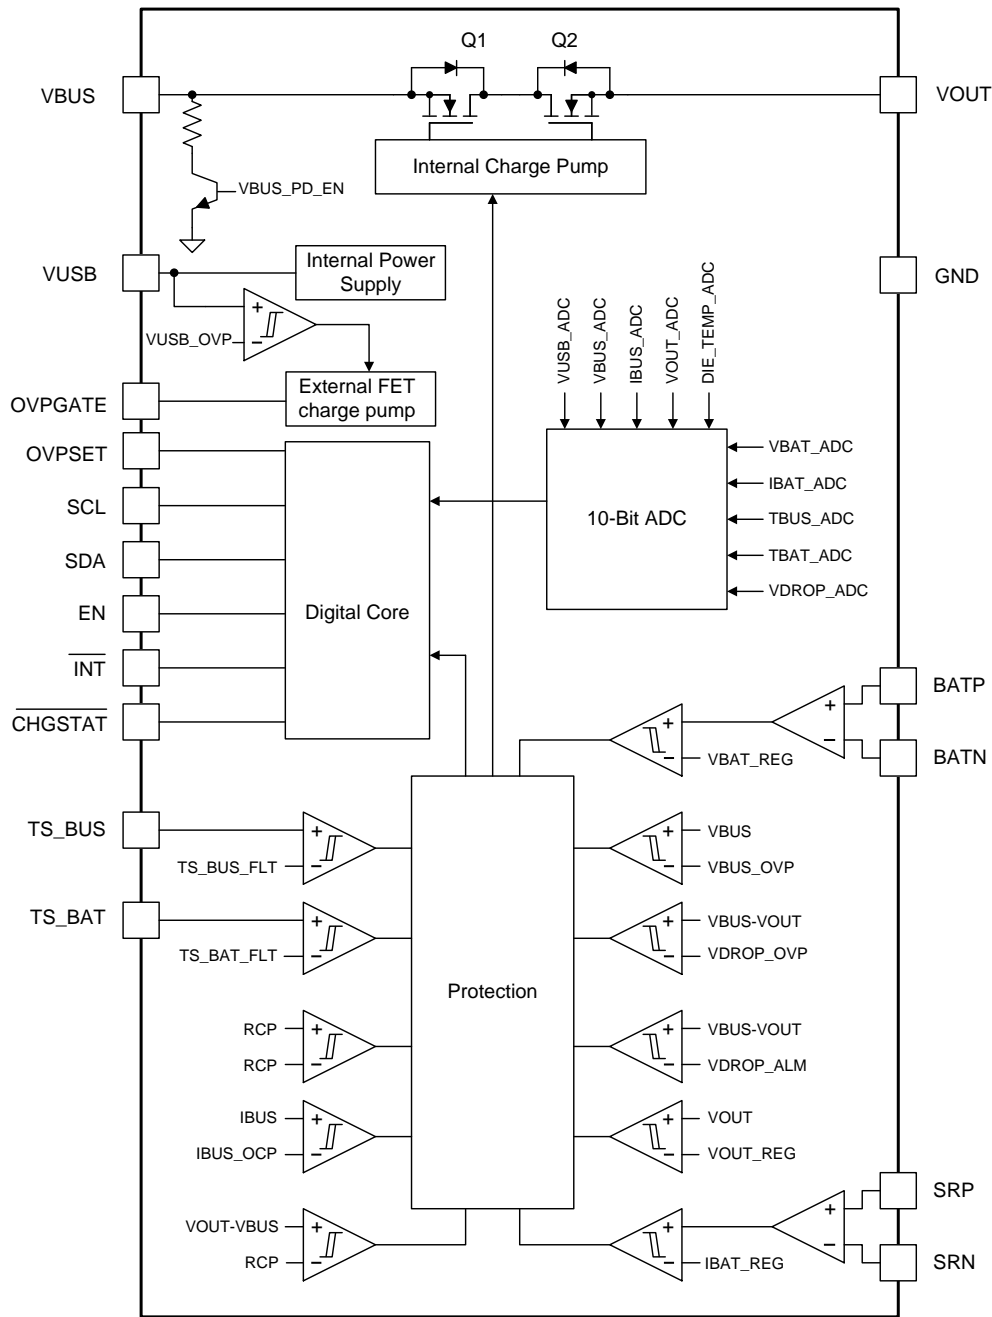 Q1
Q2
VBUS
VOUT
Internal Charge Pump
VBUS_PD_EN
VUSB
Internal Power
Supply
GND
VUSB_OVP
VUSB_ADC
VBUS_ADC
IBUS_ADC
VOUT_ADC
DIE_TEMP_ADC
OVPGATE
External FET
charge pump
OVPSET
SCL
SDA
EN
INT
CHGSTAT
Digital Core
10-Bit ADC
VBAT_ADC
IBAT_ADC
TBUS_ADC
TBAT_ADC
VDROP_ADC
BATP
BATN
+
−
+
−
VBAT_REG
TS_BUS
TS_BUS_FLT
+
−
+
−
VBUS
VBUS_OVP
TS_BAT
TS_BAT_FLT
+
−
+
−
VBUS-VOUT
VDROP_OVP
Protection
RCP
RCP
+
−
+
−
VBUS-VOUT
VDROP_ALM
IBUS
IBUS_OCP
+
−
+
−
VOUT
VOUT_REG
VOUT-VBUS
RCP
+
−
+
−
IBAT_REG
+
−
SRP
SRN